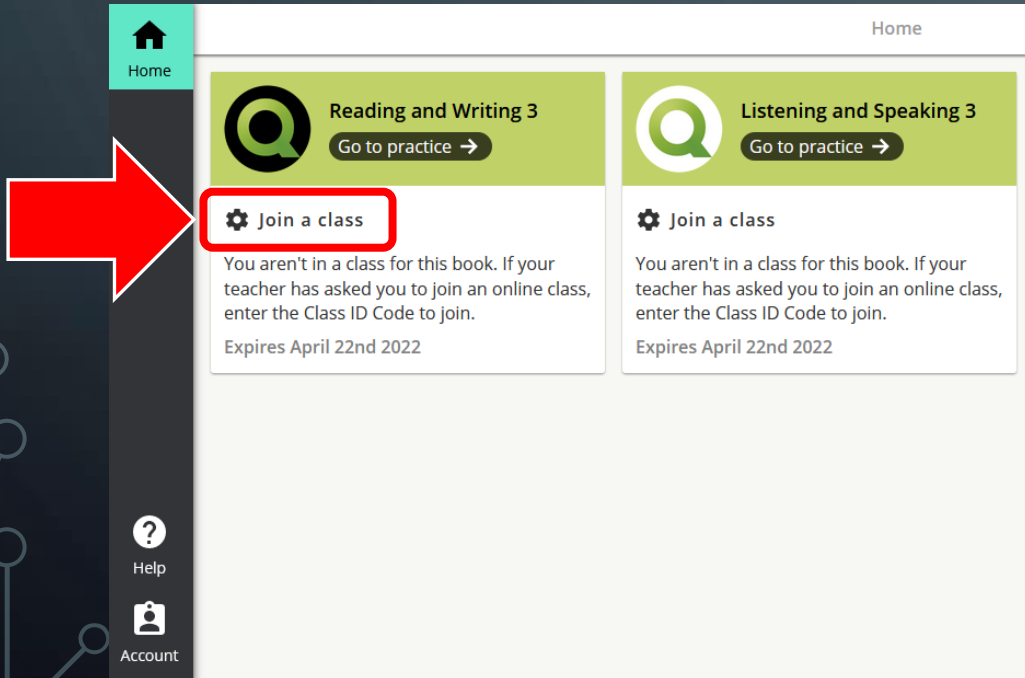 Home
Home
Reading and Writing 3
Go to practice
Join a class
You aren't in a class for this book. If your
teacher has asked you to join an online class,
enter the Class ID Code to join.
Expires April 22nd 2022
Listening and Speaking 3
Go to practice
Join a class
You aren't in a class for this book. If your
teacher has asked you to join an online class,
enter the Class ID Code to join.
Expires April 22nd 2022
Help
Account